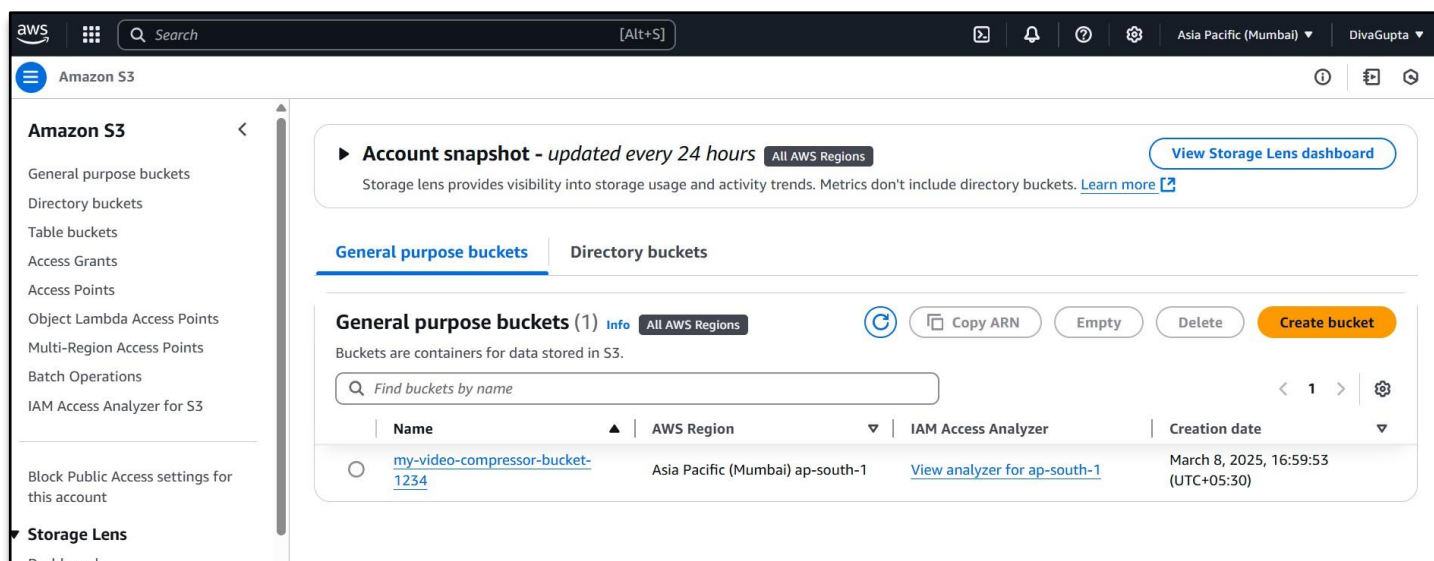 aws Search [Alt+S] Asia Pacific (Mumbai) DivaGupta
Amazon S3
Amazon S3
General purpose buckets
Directory buckets
Table buckets
Access Grants
Access Points
Object Lambda Access Points
Multi-Region Access Points
Batch Operations
IAM Access Analyzer for S3
Block Public Access settings for
this account
Storage Lens
Account snapshot - updated every 24 hours All AWS Regions View Storage Lens dashboard
Storage lens provides visibility into storage usage and activity trends. Metrics don't include directory buckets. Learn more
General purpose buckets Directory buckets
General purpose buckets (1) Info All AWS Regions Copy ARN Empty Delete Create bucket
Buckets are containers for data stored in S3.
Find buckets by name 1
Name AWS Region IAM Access Analyzer Creation date
my-video-compressor-bucket-
1234 Asia Pacific (Mumbai) ap-south-1 View analyzer for ap-south-1 March 8, 2025, 16:59:53
(UTC+05:30)